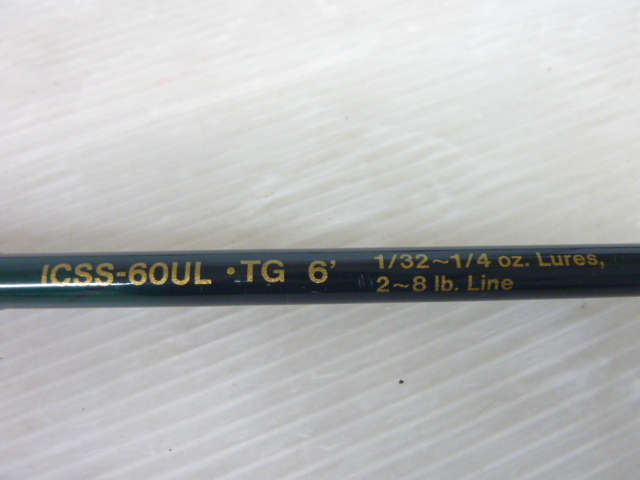 ICSS-60UL・TG 6'
1/32~1/4 oz. Lures,
2~8 lb. Line